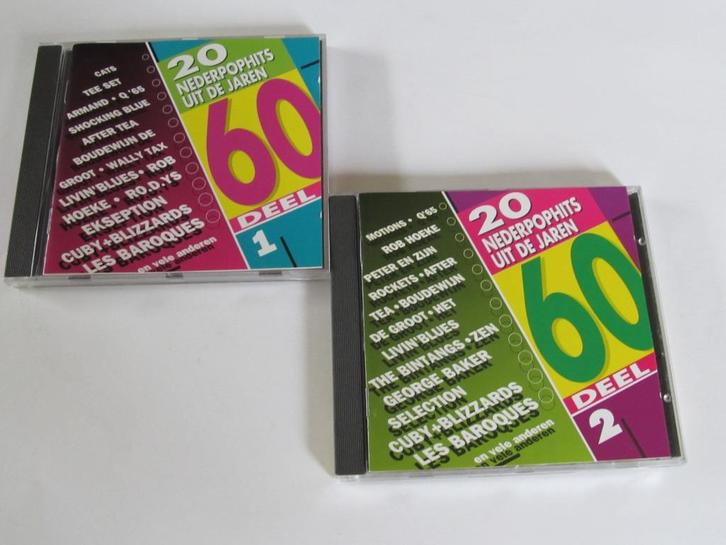 CATS
TEE SET
ARMAND • Q'65
SHOCKING BLUE
AFTER TEA
BOUDEWIJN DE
GROOT • WALLY TAX
LIVIN'BLUES • ROB
HOEKE • RO.D.YS
EKSEPTION
CUBY+BLIZZARDS
LES BAROQUES
en vele anderen
20
NEDERPOPHITS
UIT DE JAREN
60
DEEL
1
MOTIONS • Q'65
ROB HOEKE
PETER EN ZIJN
ROCKETS • AFTER
TEA • BOUDEWIJN
DE GROOT • HET
LIVIN'BLUES
THE BINTANGS • ZEN
GEORGE BAKER
SELECTION
CUBY+BLIZZARDS
LES BAROQUES
en vele anderen
20
NEDERPOPHITS
UIT DE JAREN
60
DEEL
2